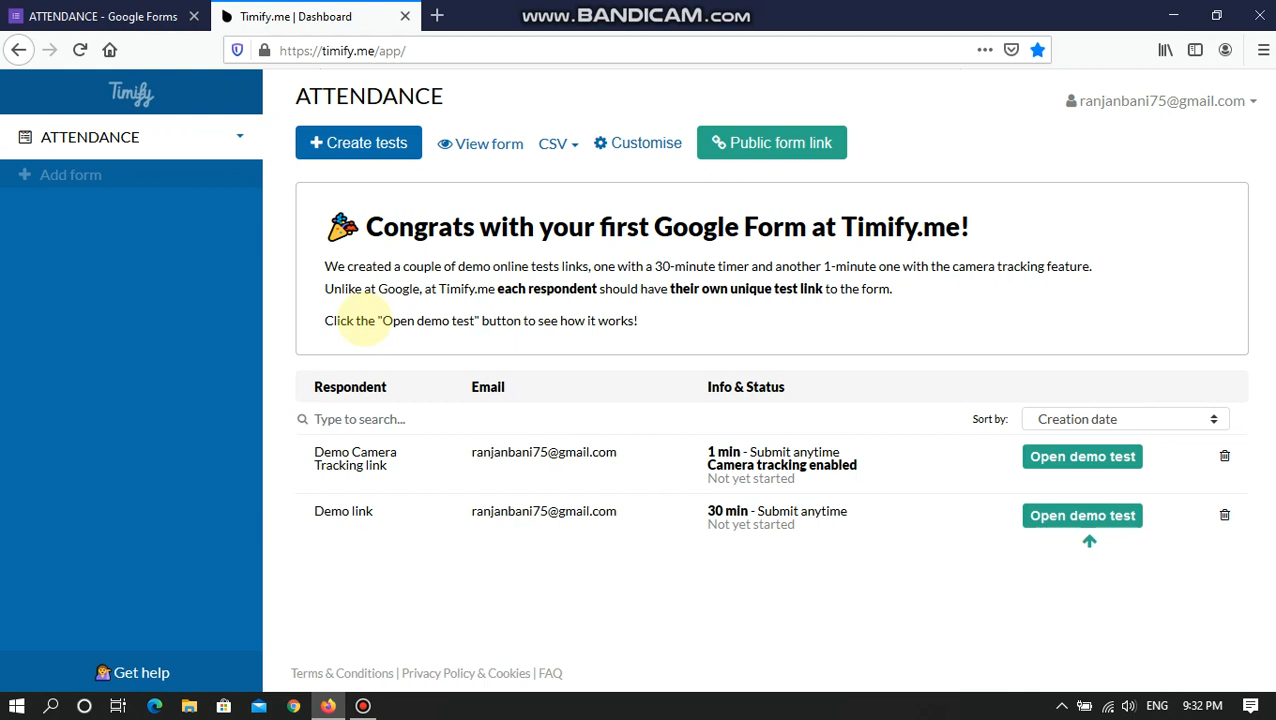 ATTENDANCE - Google Forms
Timify.me | Dashboard
www.BANDICAM.com
https://timify.me/app/
Timify
ATTENDANCE
Add form
Get help
ATTENDANCE
ranjanbani75@gmail.com
Create tests
View form
CSV
Customise
Public form link
Congrats with your first Google Form at Timify.me!
We created a couple of demo online tests links, one with a 30-minute timer and another 1-minute one with the camera tracking feature.
Unlike at Google, at Timify.me each respondent should have their own unique test link to the form.
Click the "Open demo test" button to see how it works!
Respondent Email Info & Status
Type to search... Sort by: Creation date
Demo Camera Tracking link ranjanbani75@gmail.com 1 min - Submit anytime
Camera tracking enabled
Not yet started
Open demo test
Demo link ranjanbani75@gmail.com 30 min - Submit anytime
Not yet started
Open demo test
Terms & Conditions | Privacy Policy & Cookies | FAQ
ENG 9:32 PM